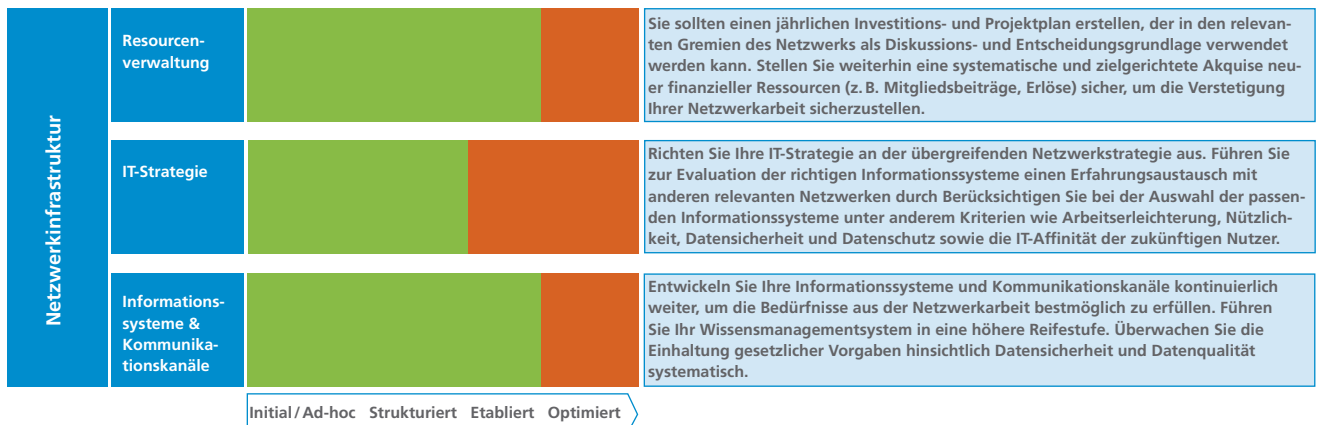 Netzwerkinfrastruktur
Resourcen-
verwaltung
Sie sollten einen jährlichen Investitions- und Projektplan erstellen, der in den relevan-
ten Gremien des Netzwerks als Diskussions- und Entscheidungsgrundlage verwendet
werden kann. Stellen Sie weiterhin eine systematische und zielgerichtete Akquise neu-
er finanzieller Ressourcen (z. B. Mitgliedsbeiträge, Erlöse) sicher, um die Verstetigung
Ihrer Netzwerkarbeit sicherzustellen.
IT-Strategie
Richten Sie Ihre IT-Strategie an der übergreifenden Netzwerkstrategie aus. Führen Sie
zur Evaluation der richtigen Informationssysteme einen Erfahrungsaustausch mit
anderen relevanten Netzwerken durch Berücksichtigen Sie bei der Auswahl der passen-
den Informationssysteme unter anderem Kriterien wie Arbeitserleichterung, Nützlich-
keit, Datensicherheit und Datenschutz sowie die IT-Affinität der zukünftigen Nutzer.
Informations-
systeme &
Kommunika-
tionskanäle
Entwickeln Sie Ihre Informationssysteme und Kommunikationskanäle kontinuierlich
weiter, um die Bedürfnisse aus der Netzwerkarbeit bestmöglich zu erfüllen. Führen
Sie Ihr Wissensmanagementsystem in eine höhere Reifestufe. Überwachen Sie die
Einhaltung gesetzlicher Vorgaben hinsichtlich Datensicherheit und Datenqualität
systematisch.
Initial / Ad-hoc Strukturiert Etabliert Optimiert